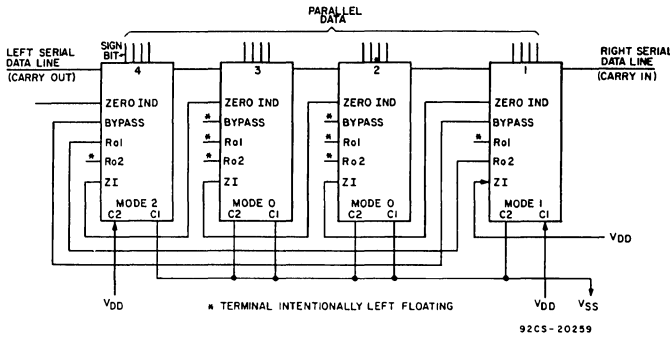 PARALLEL
DATA
LEFT SERIAL
DATA LINE
(CARRY OUT)
SIGN
BIT
RIGHT SERIAL
DATA LINE
(CARRY IN)
4
ZERO IND
BYPASS
Ro1
* Ro2
ZI
MODE 2
C2 C1
3
ZERO IND
* BYPASS
* Ro1
* Ro2
ZI
MODE 0
C2 C1
2
ZERO IND
* BYPASS
* Ro1
* Ro2
ZI
MODE 0
C2 C1
1
ZERO IND
BYPASS
* Ro1
Ro2
ZI
MODE 1
C2 C1
VDD
VDD
VDD
VSS
* TERMINAL INTENTIONALLY LEFT FLOATING
92CS-20259